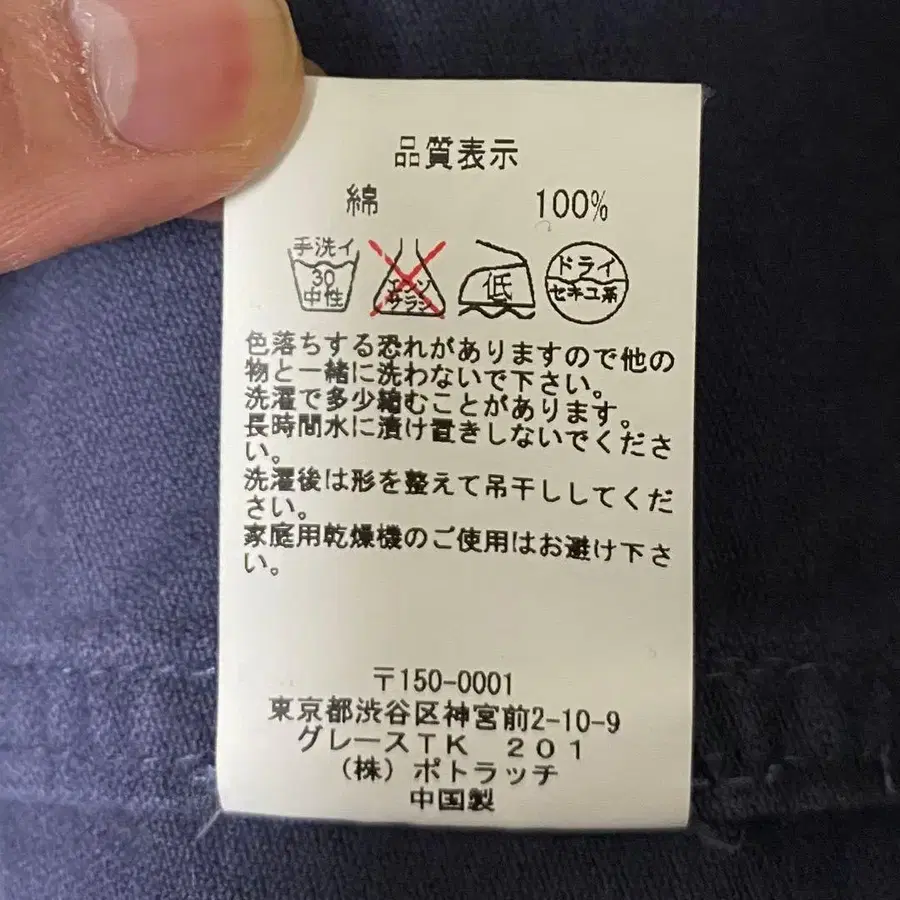 品質表示
綿 100%
手洗イ
30
中性
エンソ
サラシ
低
ドライ
セキユ系
色落ちする恐れがありますので他の
物と一緒に洗わないで下さい。
洗濯で多少縮むことがあります。
長時間水に漬け置きしないでくださ
い。
洗濯後は形を整えて吊干ししてくだ
さい。
家庭用乾燥機のご使用はお避け下さ
い。
〒150-0001
東京都渋谷区神宮前2-10-9
グレースTK 201
(株)ポトラッチ
中国製